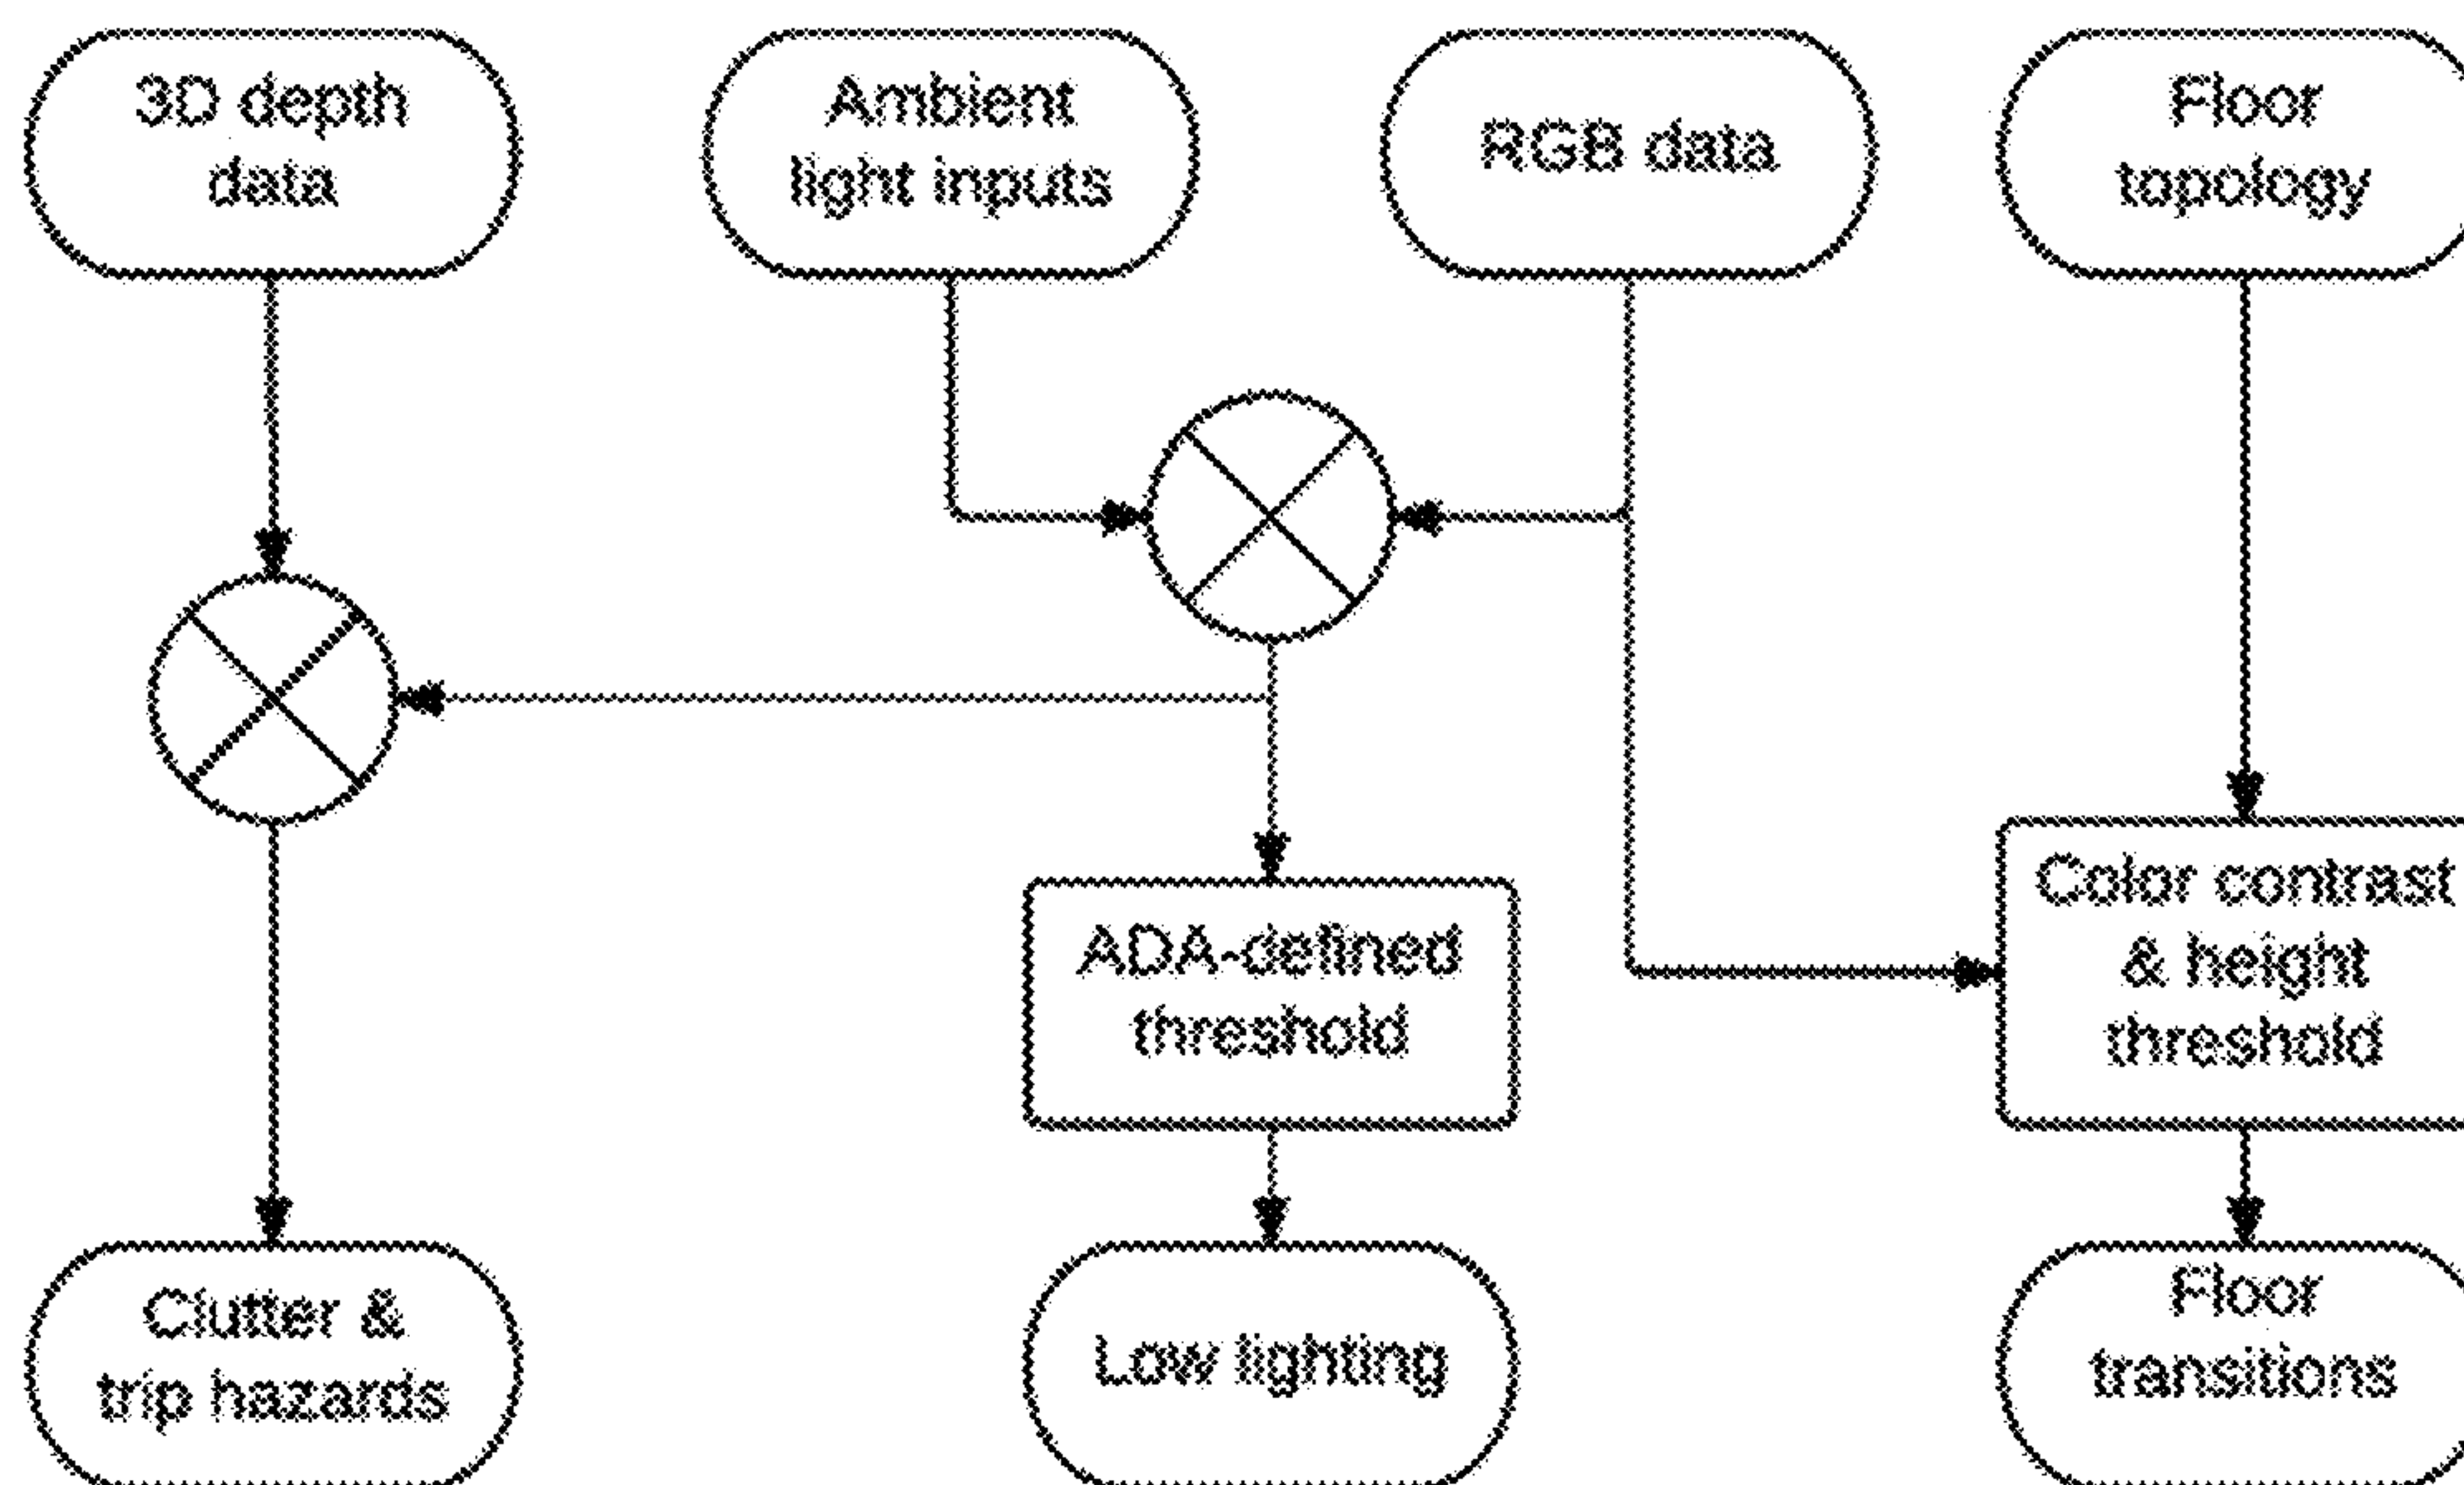 3D depth
data
Ambient
light inputs
RGB data
Floor
topology
Color contrast
& height
threshold
ADA-defined
threshold
Clutter &
trip hazards
Low lighting
Floor
transitions